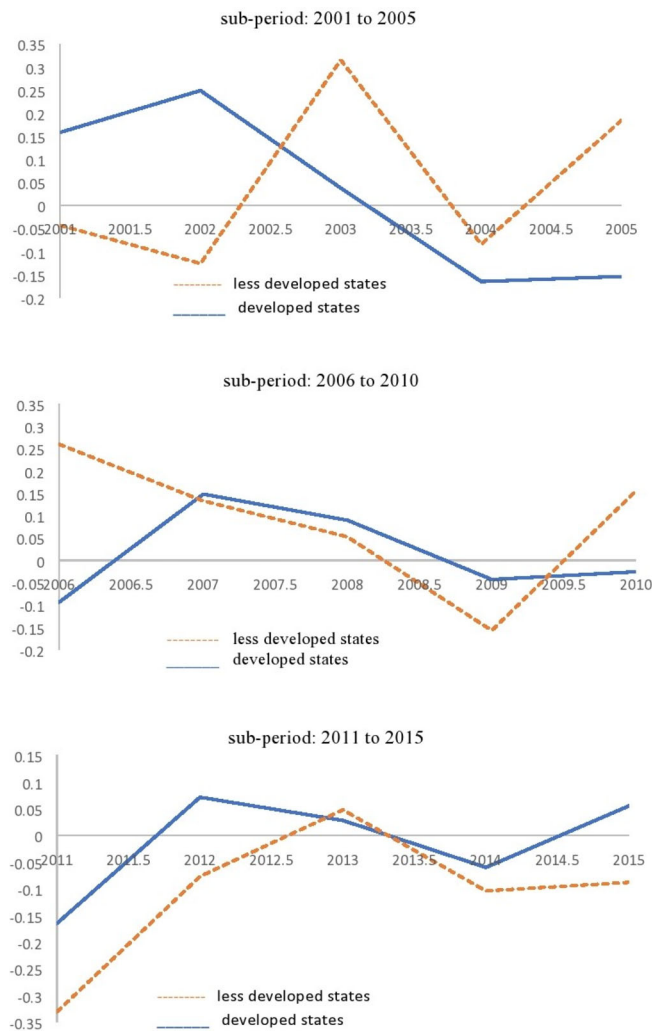 sub-period: 2001 to 2005
0.35
0.3
0.25
0.2
0.15
0.1
0.05
0
-0.05
-0.1
-0.15
-0.2
2001 2001.5 2002 2002.5 2003 2003.5 2004 2004.5 2005
less developed states
developed states
sub-period: 2006 to 2010
0.35
0.3
0.25
0.2
0.15
0.1
0.05
0
-0.05
-0.1
-0.15
-0.2
2006 2006.5 2007 2007.5 2008 2008.5 2009 2009.5 2010
less developed states
developed states
sub-period: 2011 to 2015
0.15
0.1
0.05
0
-0.05
-0.1
-0.15
-0.2
-0.25
-0.3
-0.35
2011 2011.5 2012 2012.5 2013 2013.5 2014 2014.5 2015
less developed states
developed states